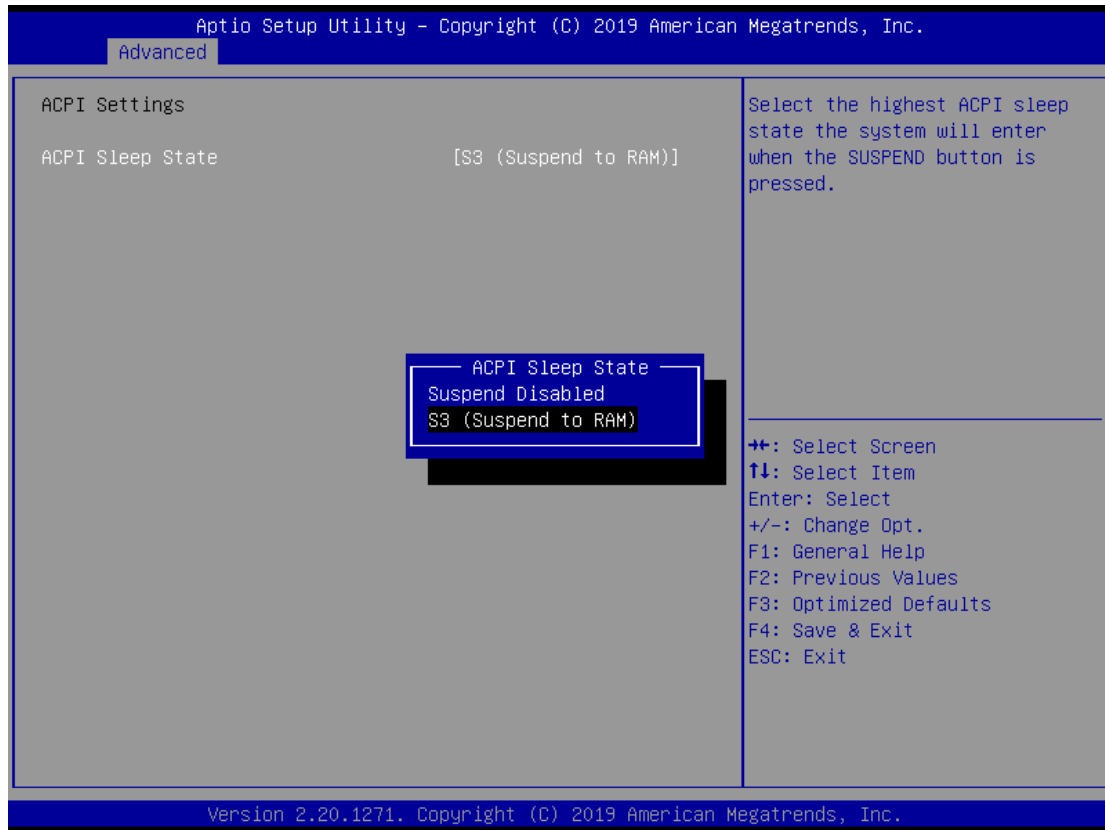 Aptio Setup Utility – Copyright (C) 2019 American Megatrends, Inc.
Advanced
ACPI Settings
ACPI Sleep State [S3 (Suspend to RAM)]
Select the highest ACPI sleep
state the system will enter
when the SUSPEND button is
pressed.
ACPI Sleep State
Suspend Disabled
S3 (Suspend to RAM)
→←: Select Screen
↑↓: Select Item
Enter: Select
+/-: Change Opt.
F1: General Help
F2: Previous Values
F3: Optimized Defaults
F4: Save & Exit
ESC: Exit
Version 2.20.1271. Copyright (C) 2019 American Megatrends, Inc.